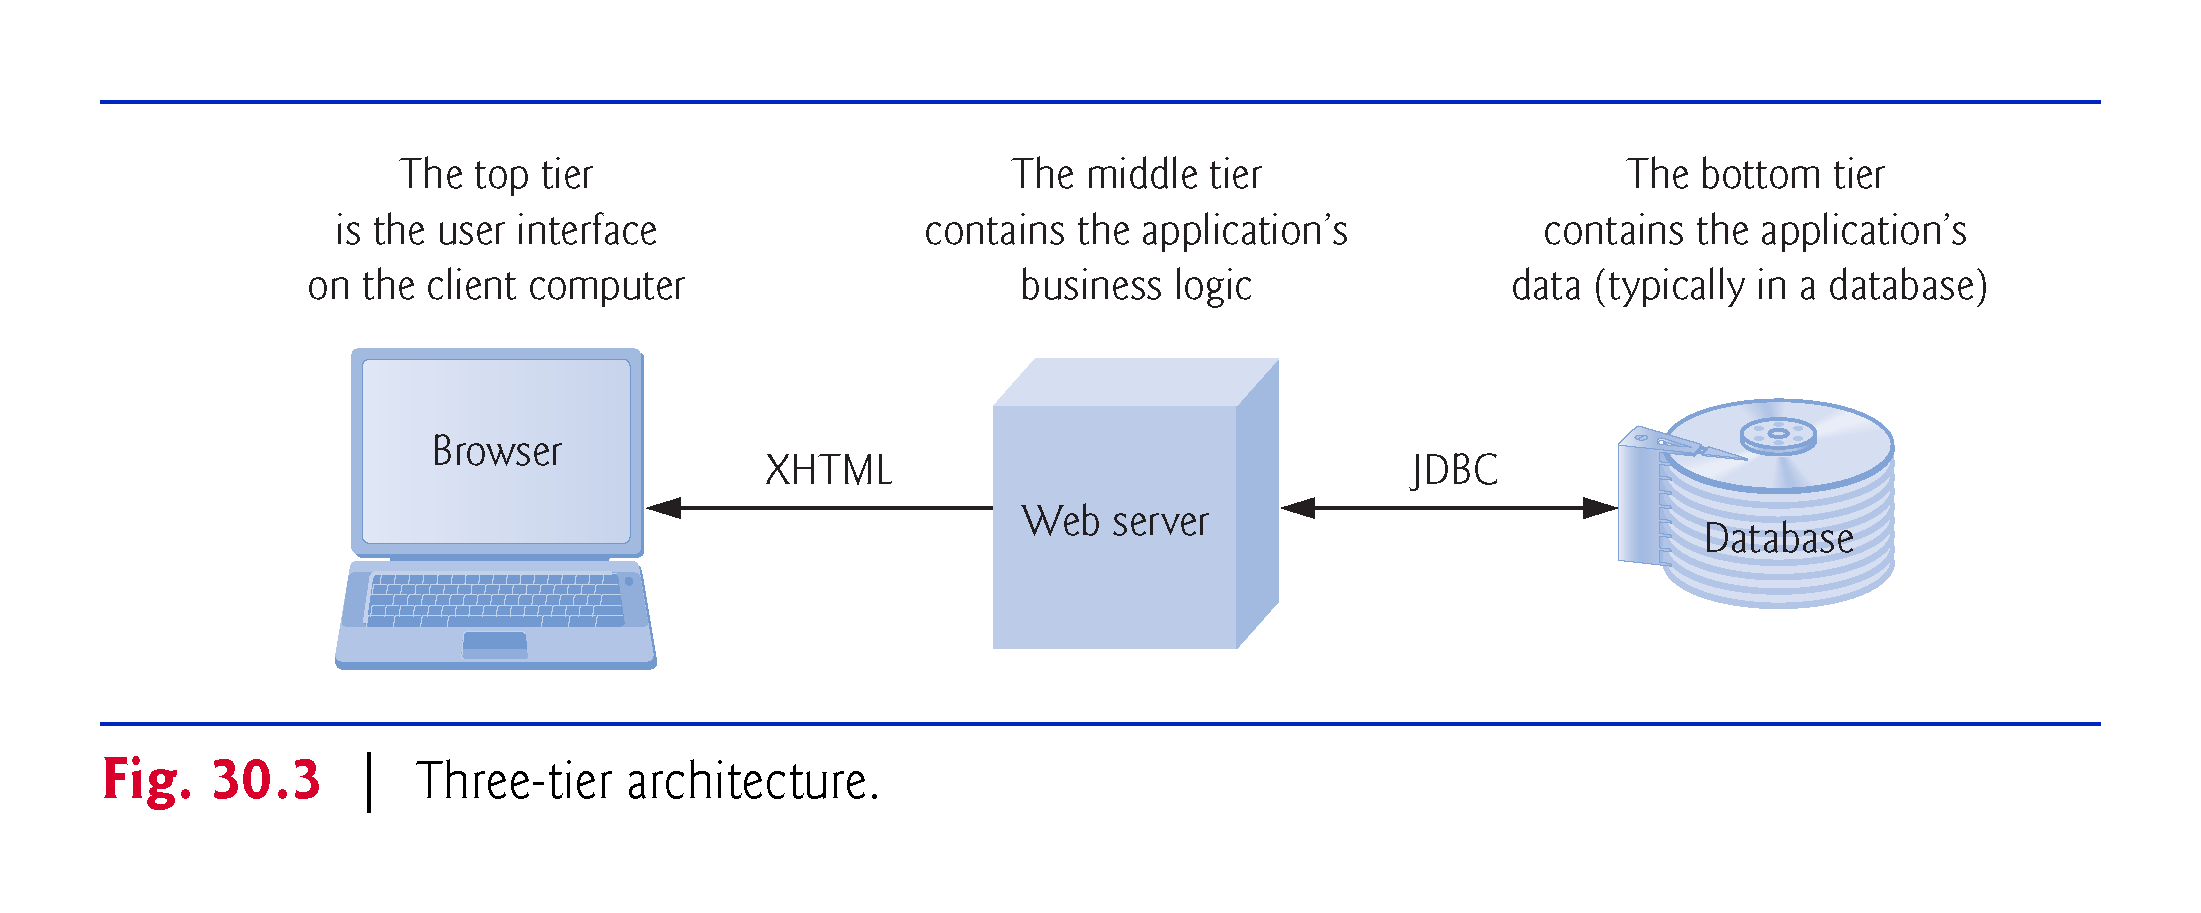 The top tier
is the user interface
on the client computer
The middle tier
contains the application’s
business logic
The bottom tier
contains the application’s
data (typically in a database)
Browser
XHTML
Web server
JDBC
Database
Fig. 30.3 | Three-tier architecture.